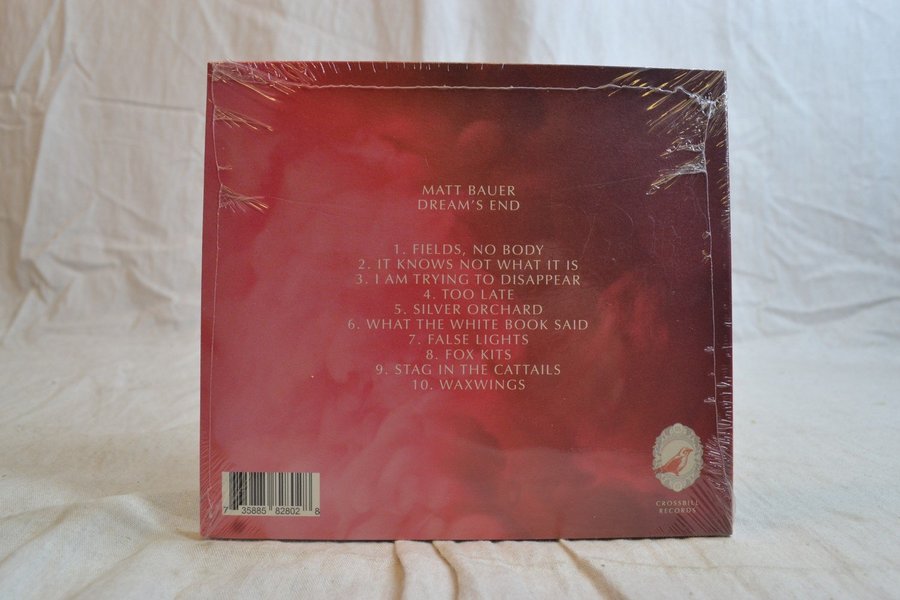 MATT BAUER
DREAM'S END
1. FIELDS, NO BODY
2. IT KNOWS NOT WHAT IT IS
3. I AM TRYING TO DISAPPEAR
4. TOO LATE
5. SILVER ORCHARD
6. WHAT THE WHITE BOOK SAID
7. FALSE LIGHTS
8. FOX KITS
9. STAG IN THE CATTAILS
10. WAXWINGS
7 35885 82802 8
CROSSBILL
RECORDS